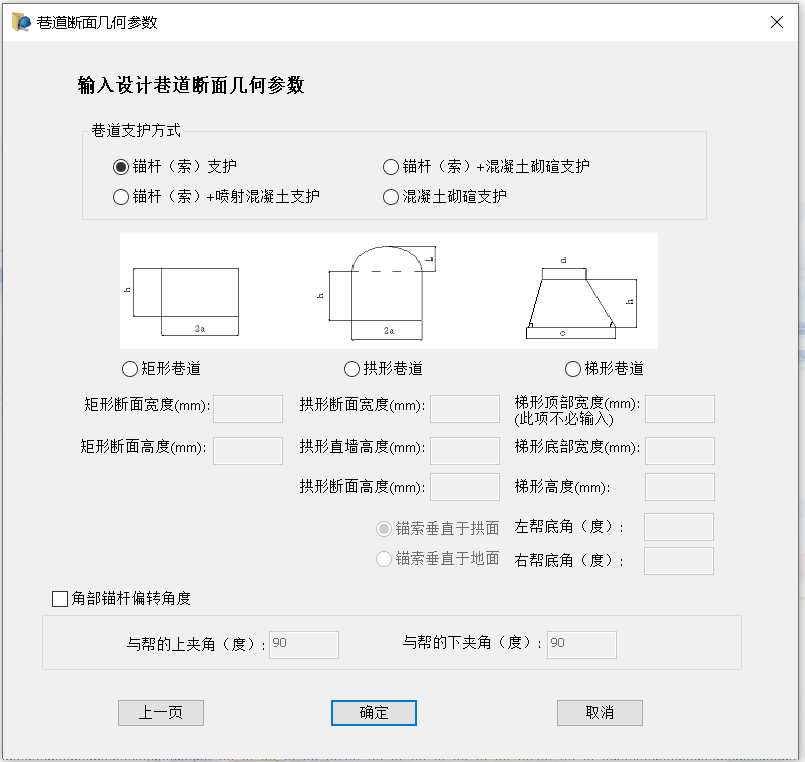 巷道断面几何参数
输入设计巷道断面几何参数
巷道支护方式
锚杆（索）支护
锚杆（索）+混凝土砌碹支护
锚杆（索）+喷射混凝土支护
混凝土砌碹支护
h
2a
h
2a
L
d
h
c
矩形巷道
拱形巷道
梯形巷道
矩形断面宽度(mm):
拱形断面宽度(mm):
梯形顶部宽度(mm):
(此项不必输入)
矩形断面高度(mm):
拱形直墙高度(mm):
梯形底部宽度(mm):
拱形断面高度(mm):
梯形高度(mm):
锚索垂直于拱面
左帮底角（度）:
锚索垂直于地面
右帮底角（度）:
角部锚杆偏转角度
与帮的上夹角（度）: 90
与帮的下夹角（度）: 90
上一页
确定
取消